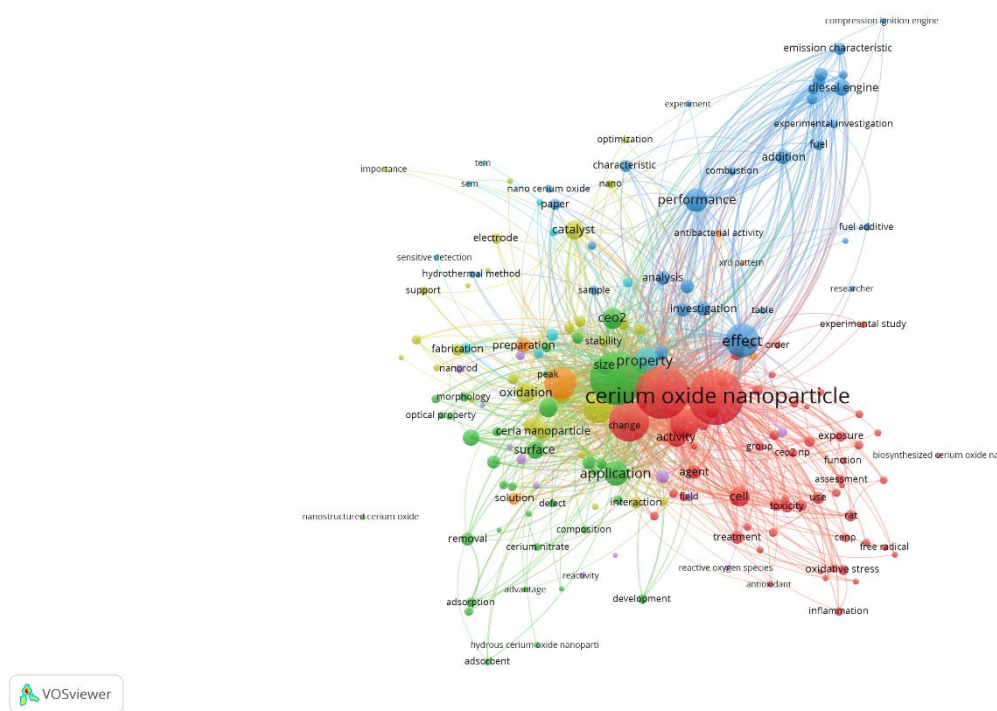 compression ignition engine
emission characteristic
diesel engine
experiment
experimental investigation
optimization
fuel
addition
importance
tem
characteristic
combustion
sem
nano
nano cerium oxide
performance
paper
catalyst
antibacterial activity
fuel additive
electrode
sensitive detection
xrd pattern
hydrothermal method
analysis
support
sample
researcher
investigation
table
ceo2
experimental study
stability
effect
order
fabrication
preparation
size
property
nanorod
peak
oxidation
cerium oxide nanoparticle
morphology
optical property
change
ceria nanoparticle
activity
exposure
surface
group
ceo2 np
biosynthesized cerium oxide na
function
application
agent
assessment
solution
defect
interaction
field
cell
toxicity
use
nanostructured cerium oxide
rat
composition
removal
treatment
ceno
cerium nitrate
free radical
reactivity
reactive oxygen species
oxidative stress
advantage
antioxidant
adsorption
development
inflammation
hydrous cerium oxide nanoparti
adsorbent
VOSviewer